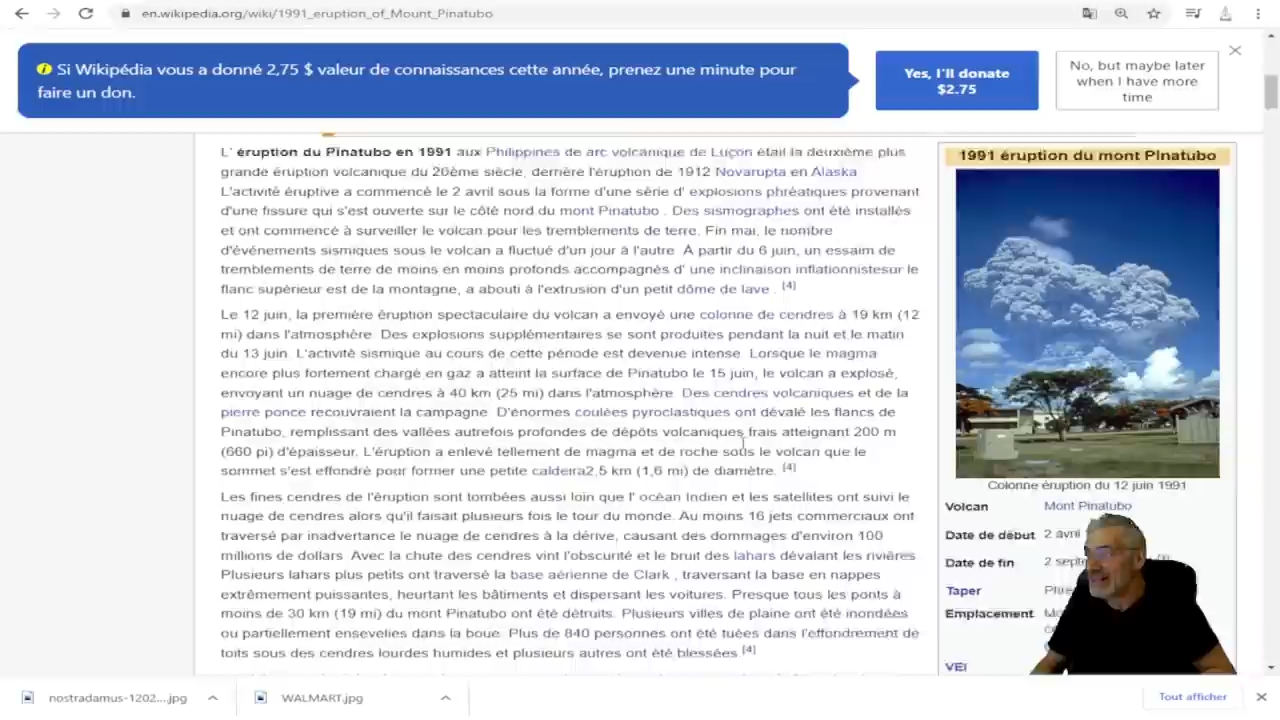 en.wikipedia.org/wiki/1991_eruption_of_Mount_Pinatubo
Si Wikipédia vous a donné 2,75 $ valeur de connaissances cette année, prenez une minute pour
faire un don.
Yes, I'll donate
$2.75
No, but maybe later
when I have more
time
L' éruption du Pinatubo en 1991 aux Philippines de arc volcanique de Luçon était la deuxième plus
grande éruption volcanique du 20ème siècle, derrière l'éruption de 1912 Novarupta en Alaska
L'activité éruptive a commencé le 2 avril sous la forme d'une série d' explosions phréatiques provenant
d'une fissure qui s'est ouverte sur le côté nord du mont Pinatubo . Des sismographes ont été installés
et ont commencé à surveiller le volcan pour les tremblements de terre. Fin mai, le nombre
d'événements sismiques sous le volcan a fluctué d'un jour à l'autre. À partir du 6 juin, un essaim de
tremblements de terre de moins en moins profonds accompagnés d' une inclinaison inflationnistesur le
flanc supérieur est de la montagne, a abouti à l'extrusion d'un petit dôme de lave . [4]
Le 12 juin, la première éruption spectaculaire du volcan a envoyé une colonne de cendres à 19 km (12
mi) dans l'atmosphère. Des explosions supplémentaires se sont produites pendant la nuit et le matin
du 13 juin. L'activité sismique au cours de cette période est devenue intense. Lorsque le magma
encore plus fortement chargé en gaz a atteint la surface de Pinatubo le 15 juin, le volcan a explosé,
envoyant un nuage de cendres à 40 km (25 mi) dans l'atmosphère. Des cendres volcaniques et de la
pierre ponce recouvraient la campagne. D'énormes coulées pyroclastiques ont dévalé les flancs de
Pinatubo, remplissant des vallées autrefois profondes de dépôts volcaniques frais atteignant 200 m
(660 pi) d'épaisseur. L'éruption a enlevé tellement de magma et de roche sous le volcan que le
sommet s'est effondré pour former une petite caldeira2,5 km (1,6 mi) de diamètre. [4]
Les fines cendres de l'éruption sont tombées aussi loin que l' océan Indien et les satellites ont suivi le
nuage de cendres alors qu'il faisait plusieurs fois le tour du monde. Au moins 16 jets commerciaux ont
traversé par inadvertance le nuage de cendres à la dérive, causant des dommages d'environ 100
millions de dollars. Avec la chute des cendres vint l'obscurité et le bruit des lahars dévalant les rivières
Plusieurs lahars plus petits ont traversé la base aérienne de Clark , traversant la base en nappes
extrêmement puissantes, heurtant les bâtiments et dispersant les voitures. Presque tous les ponts à
moins de 30 km (19 mi) du mont Pinatubo ont été détruits. Plusieurs villes de plaine ont été inondées
ou partiellement ensevelies dans la boue. Plus de 840 personnes ont été tuées dans l'effondrement de
toits sous des cendres lourdes humides et plusieurs autres ont été blessées. [4]
1991 éruption du mont Pinatubo
Colonne éruption du 12 juin 1991
Volcan Mont Pinatubo
Date de début 2 avri
Date de fin 2 sept
Taper
Emplacement
VEI
nostradamus-1202....jpg
WALMART.jpg
Tout afficher